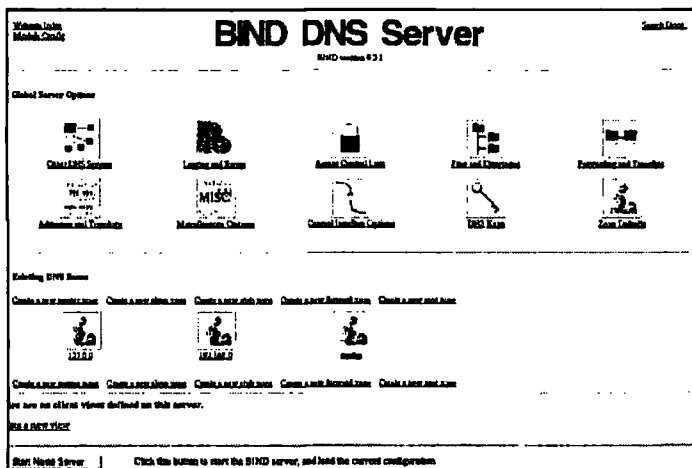 Webmin Index
Module Config
BIND DNS Server
Search Docs..
BIND version 9.2.1
Global Server Options
Other DNS Servers
Logging and Errors
Access Control Lists
Files and Directories
Forwarding and Transfers
Addresses and Topology
MISC
Miscellaneous Options
Control Interface Options
DNS Keys
Zone Defaults
Existing DNS Zones
Create a new master zone Create a new slave zone Create a new stub zone Create a new forward zone Create a new root zone
127.0.0
192.168.0
Create a new master zone Create a new slave zone Create a new stub zone Create a new forward zone Create a new root zone
are no client views defined on this server.
a new view
Start Name Server
Click this button to start the BIND server, and load the current configuration